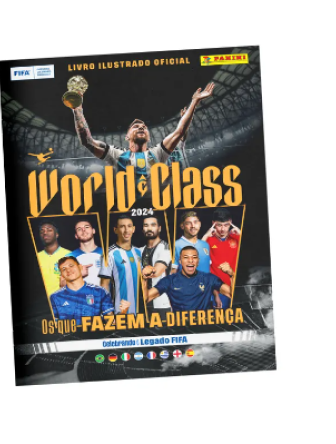 LIVRO ILUSTRADO OFICIAL
FIFA
PANINI
World Class
2024
Os que FAZEM A DIFERENÇA
Celebrando o Legado FIFA